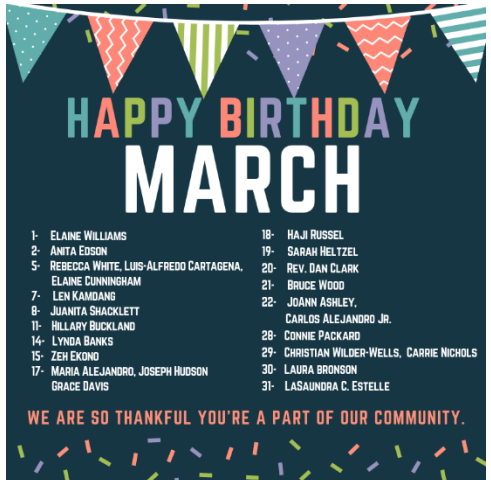 HAPPY BIRTHDAY
MARCH
1- ELAINE WILLIAMS
2- ANITA EDSON
5- REBECCA WHITE, LUIS-ALFREDO CARTAGENA,
ELAINE CUNNINGHAM
7- LEN KAMDANG
8- JUANITA SHACKLETT
11- HILLARY BUCKLAND
14- LYNDA BANKS
15- ZEH EKONO
17- MARIA ALEJANDRO, JOSEPH HUDSON
GRACE DAVIS
18- HAJI RUSSEL
19- SARAH HELTZEL
20- REV. DAN CLARK
21- BRUCE WOOD
22- JOANN ASHLEY,
CARLOS ALEJANDRO JR.
28- CONNIE PACKARD
29- CHRISTIAN WILDER-WELLS, CARRIE NICHOLS
30- LAURA BRONSON
31- LASAUNDRA C. ESTELLE
WE ARE SO THANKFUL YOU'RE A PART OF OUR COMMUNITY.